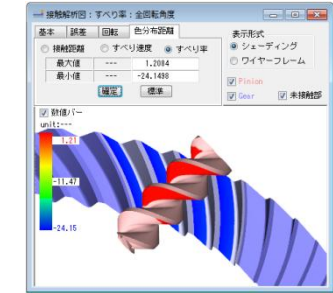 接触解析図：すべり率：全回転角度
基本 誤差 回転 色分布距離
接触距離 すべり速度 すべり率
最大値 --- 1.2084
最小値 --- -24.1498
確定 標準
表示形式
シェーディング
ワイヤーフレーム
Pinion
Gear 未接触部
数値バー
unit:---
1.21
-11.47
-24.15